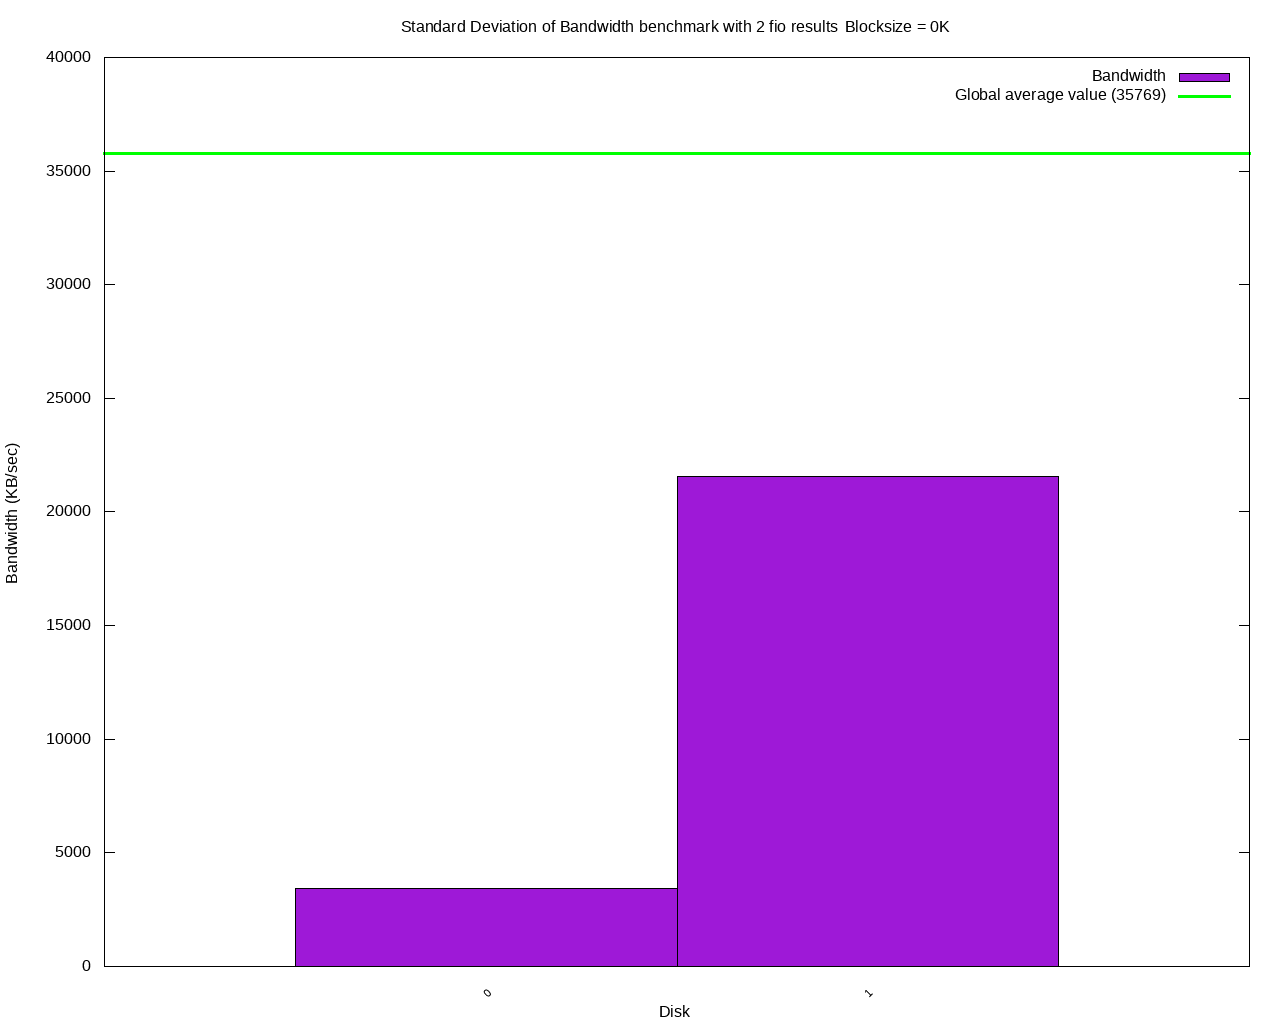 Standard Deviation of Bandwidth benchmark with 2 fio results Blocksize = 0K
40000
35000
30000
25000
20000
15000
10000
5000
0
Bandwidth (KB/sec)
Bandwidth
Global average value (35769)
0
1
Disk